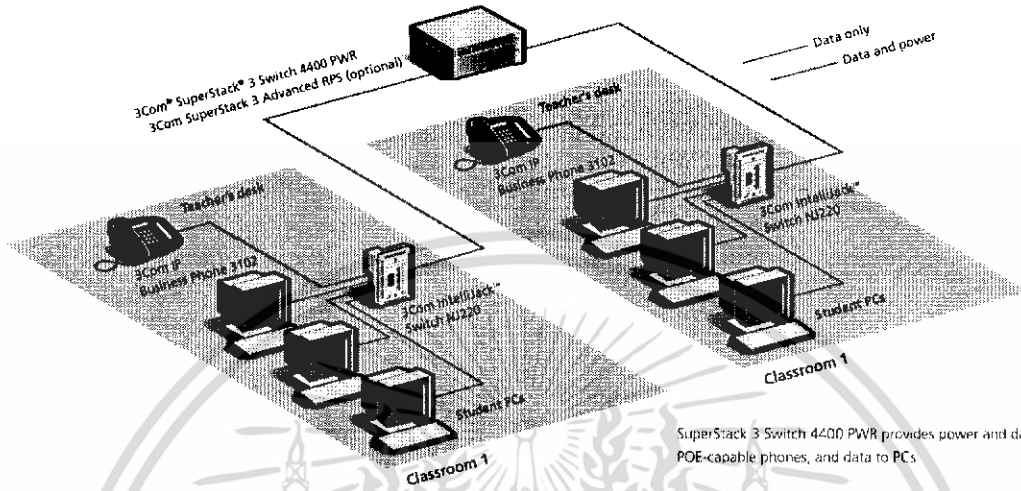 3Com® SuperStack® 3 Switch 4400 PWR
3Com SuperStack 3 Advanced RPS (optional)
Data only
Data and power
Teacher's desk
3Com IP
Business Phone 3102
3Com IntelliJack™
Switch NJ220
Student PCs
Classroom 1
Teacher's desk
3Com IP
Business Phone 3102
3Com IntelliJack™
Switch NJ220
Student PCs
Classroom 1
SuperStack 3 Switch 4400 PWR provides power and
POE-capable phones, and data to PCs